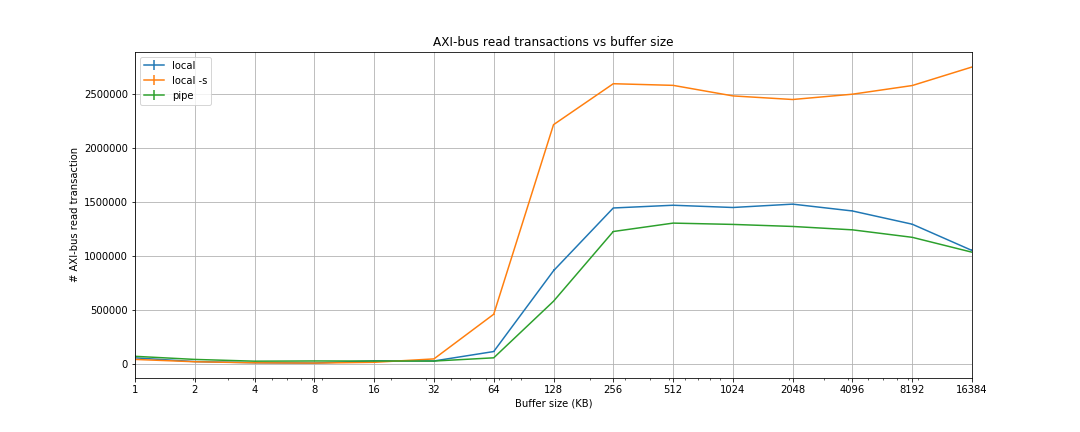 AXI-bus read transactions vs buffer size
local
local -s
pipe
# AXI-bus read transaction
2500000
2000000
1500000
1000000
500000
0
1 2 4 8 16 32 64 128 256 512 1024 2048 4096 8192 16384
Buffer size (KB)